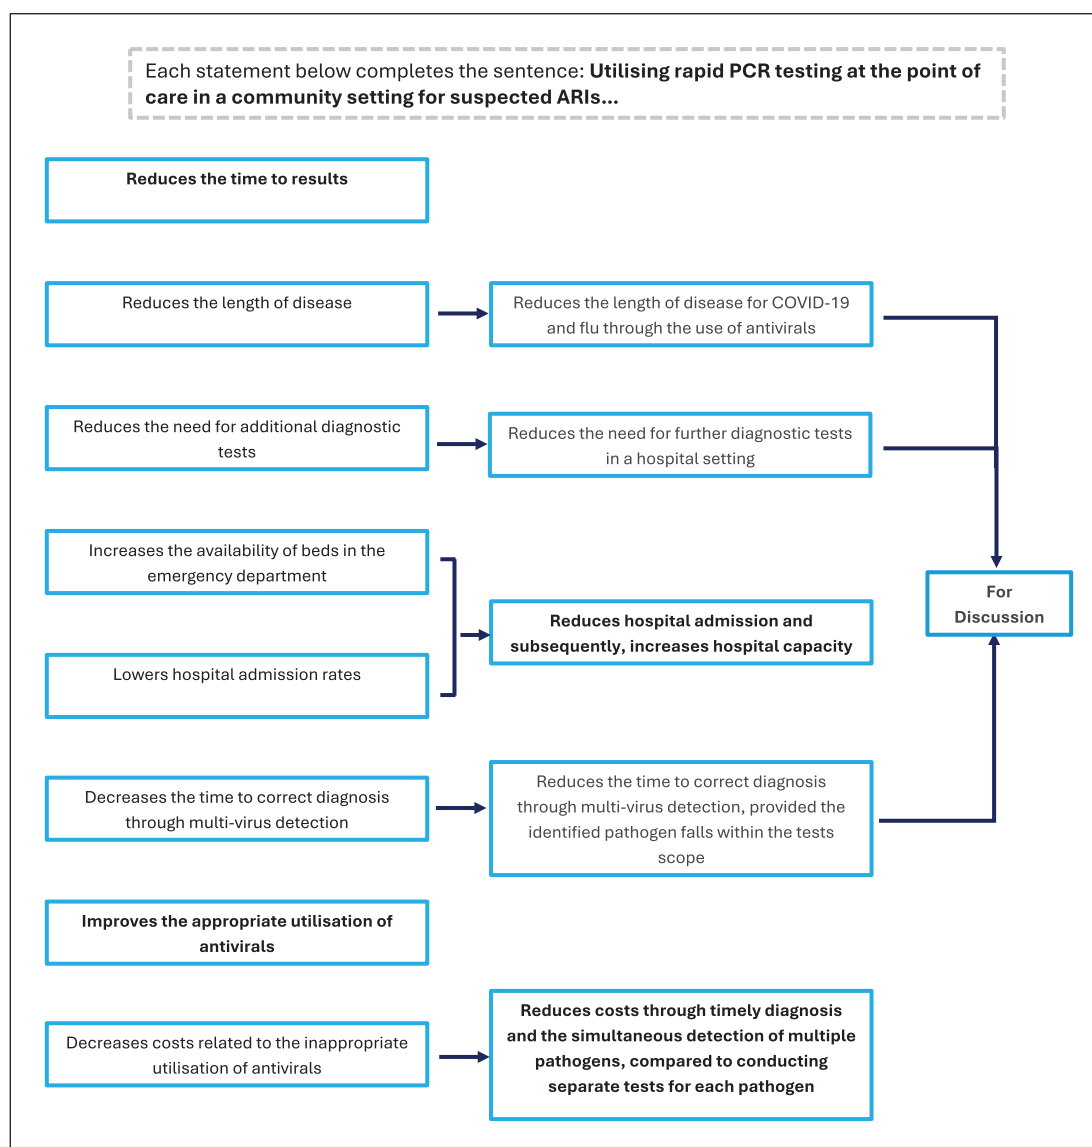 Each statement below completes the sentence: Utilising rapid PCR testing at the point of
care in a community setting for suspected ARIs...
Reduces the time to results
Reduces the length of disease
Reduces the length of disease for COVID-19
and flu through the use of antivirals
Reduces the need for additional diagnostic
tests
Reduces the need for further diagnostic tests
in a hospital setting
Increases the availability of beds in the
emergency department
Lowers hospital admission rates
Reduces hospital admission and
subsequently, increases hospital capacity
For
Discussion
Decreases the time to correct diagnosis
through multi-virus detection
Reduces the time to correct diagnosis
through multi-virus detection, provided the
identified pathogen falls within the tests
scope
Improves the appropriate utilisation of
antivirals
Decreases costs related to the inappropriate
utilisation of antivirals
Reduces costs through timely diagnosis
and the simultaneous detection of multiple
pathogens, compared to conducting
separate tests for each pathogen